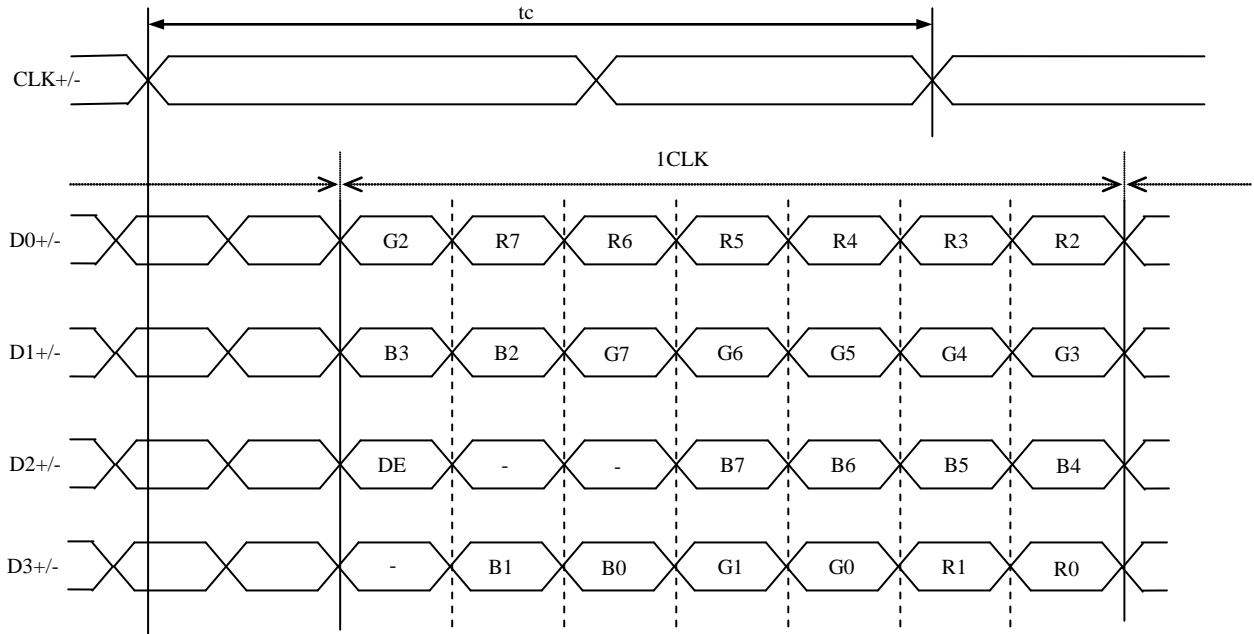 tc
CLK+/-
1CLK
D0+/- G2 R7 R6 R5 R4 R3 R2
D1+/- B3 B2 G7 G6 G5 G4 G3
D2+/- DE - - B7 B6 B5 B4
D3+/- - B1 B0 G1 G0 R1 R0